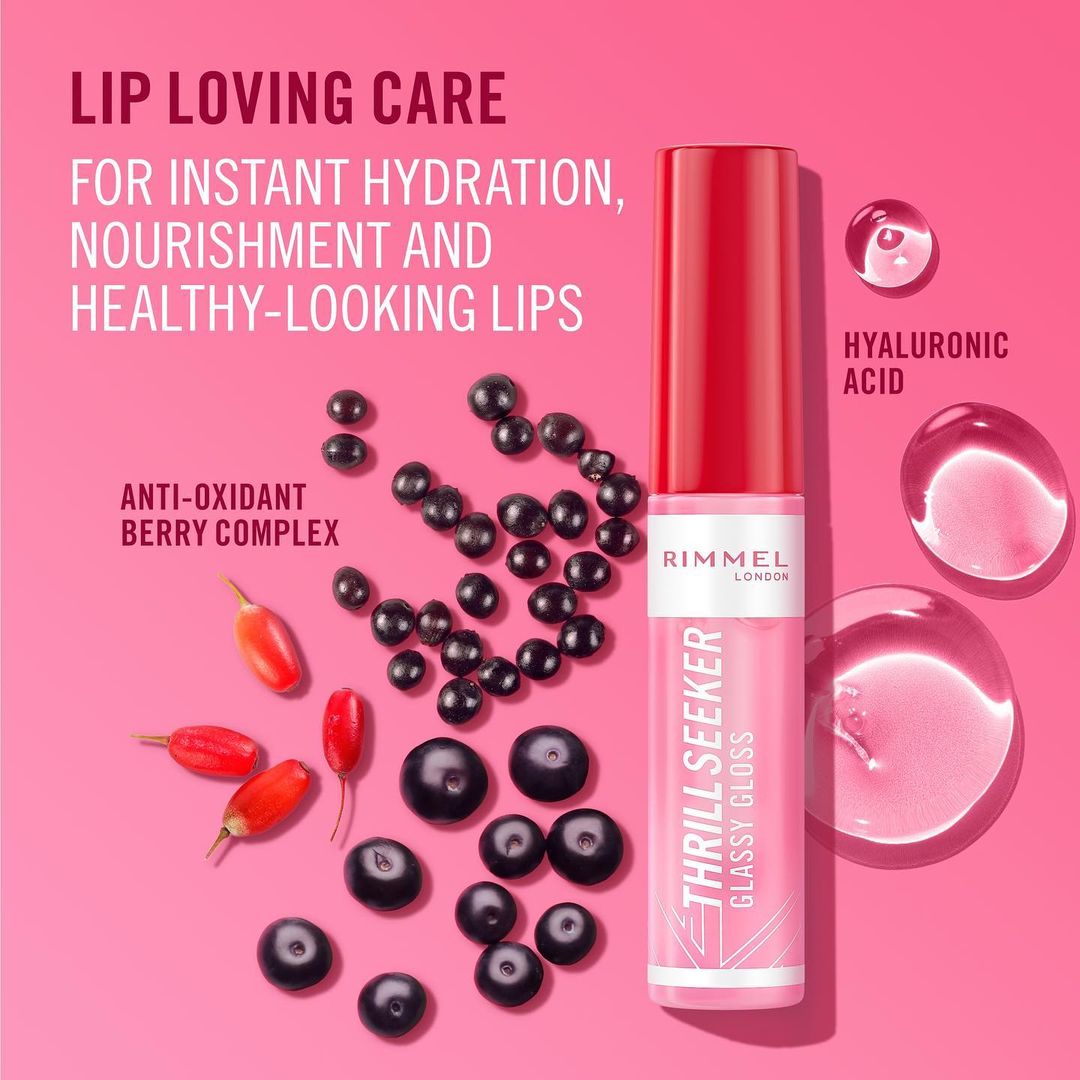 LIP LOVING CARE
FOR INSTANT HYDRATION,
NOURISHMENT AND
HEALTHY-LOOKING LIPS
HYALURONIC
ACID
ANTI-OXIDANT
BERRY COMPLEX
RIMMEL
LONDON
THRILL SEEKER
GLASSY GLOSS